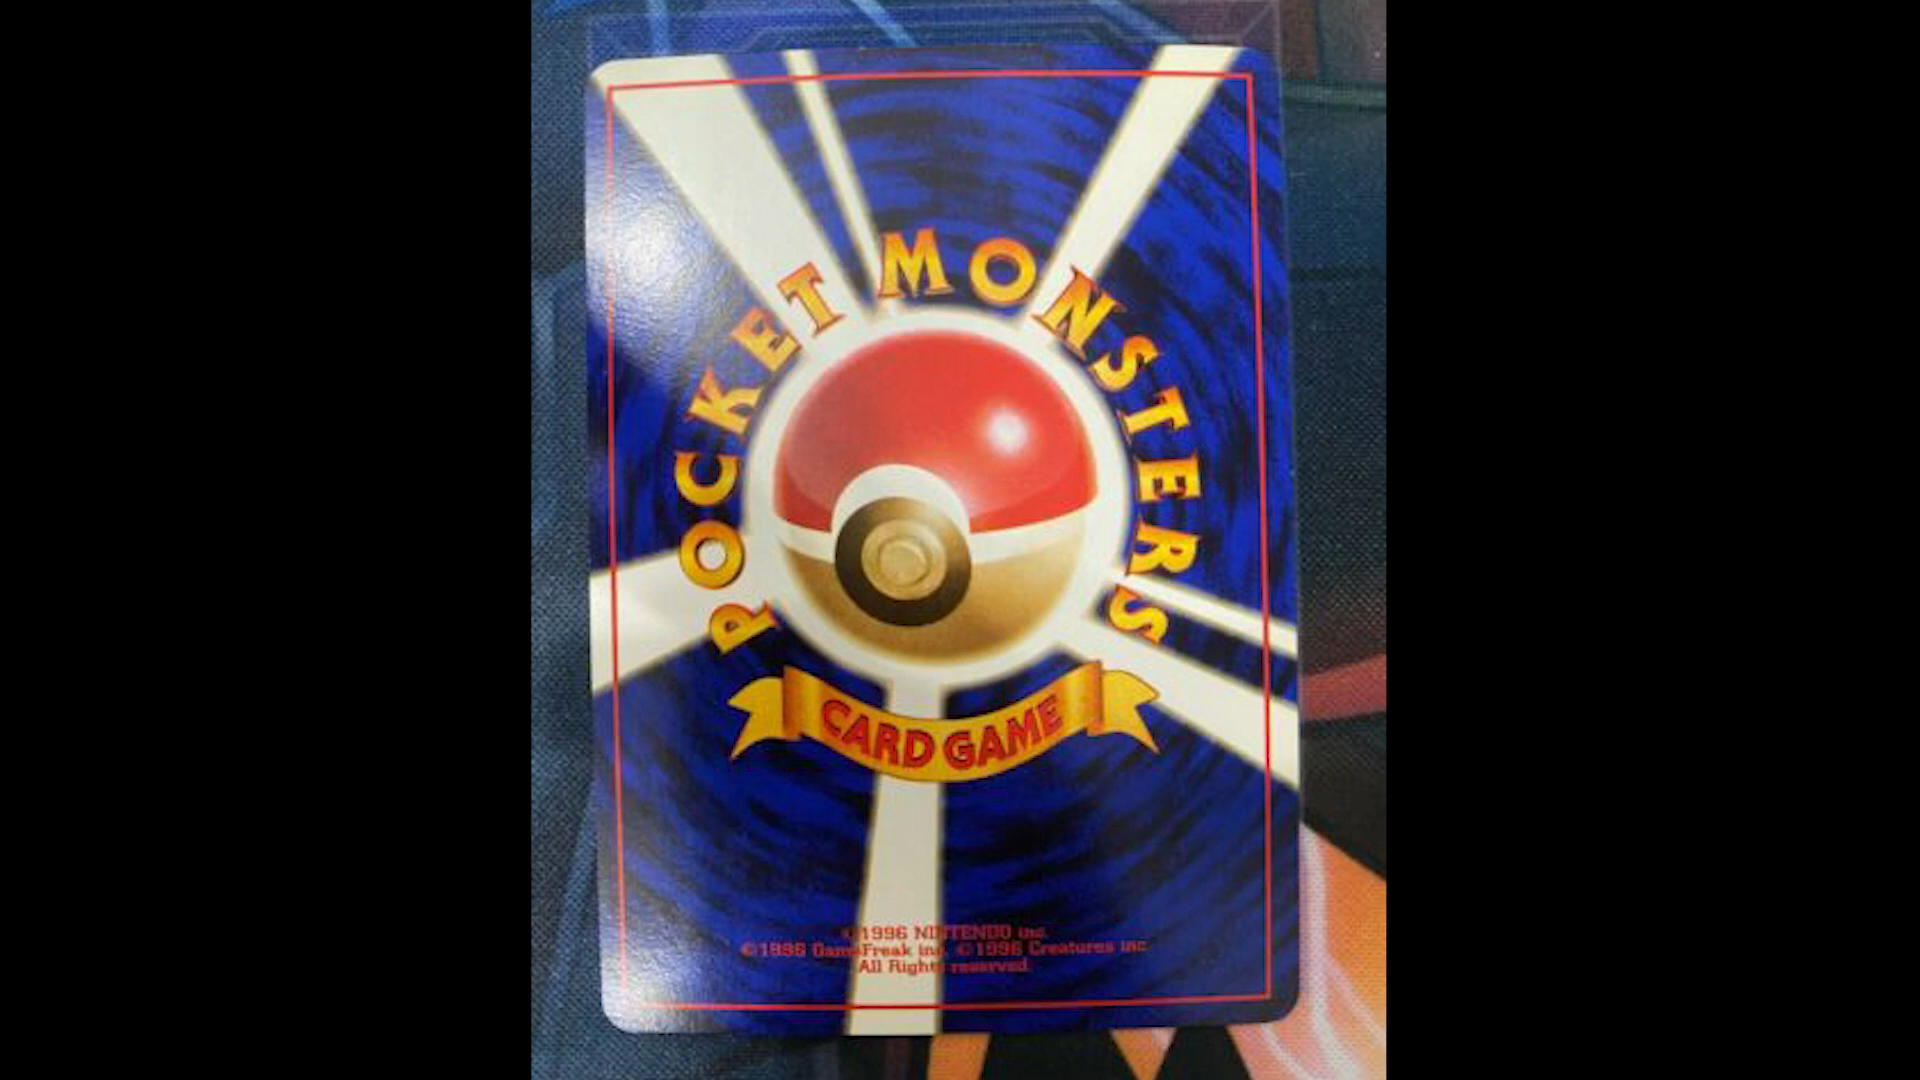 POCKET MONSTERS
CARD GAME
©1996 NINTENDO inc.
©1996 GameFreak inc. ©1996 Creatures inc.
All Rights reserved.